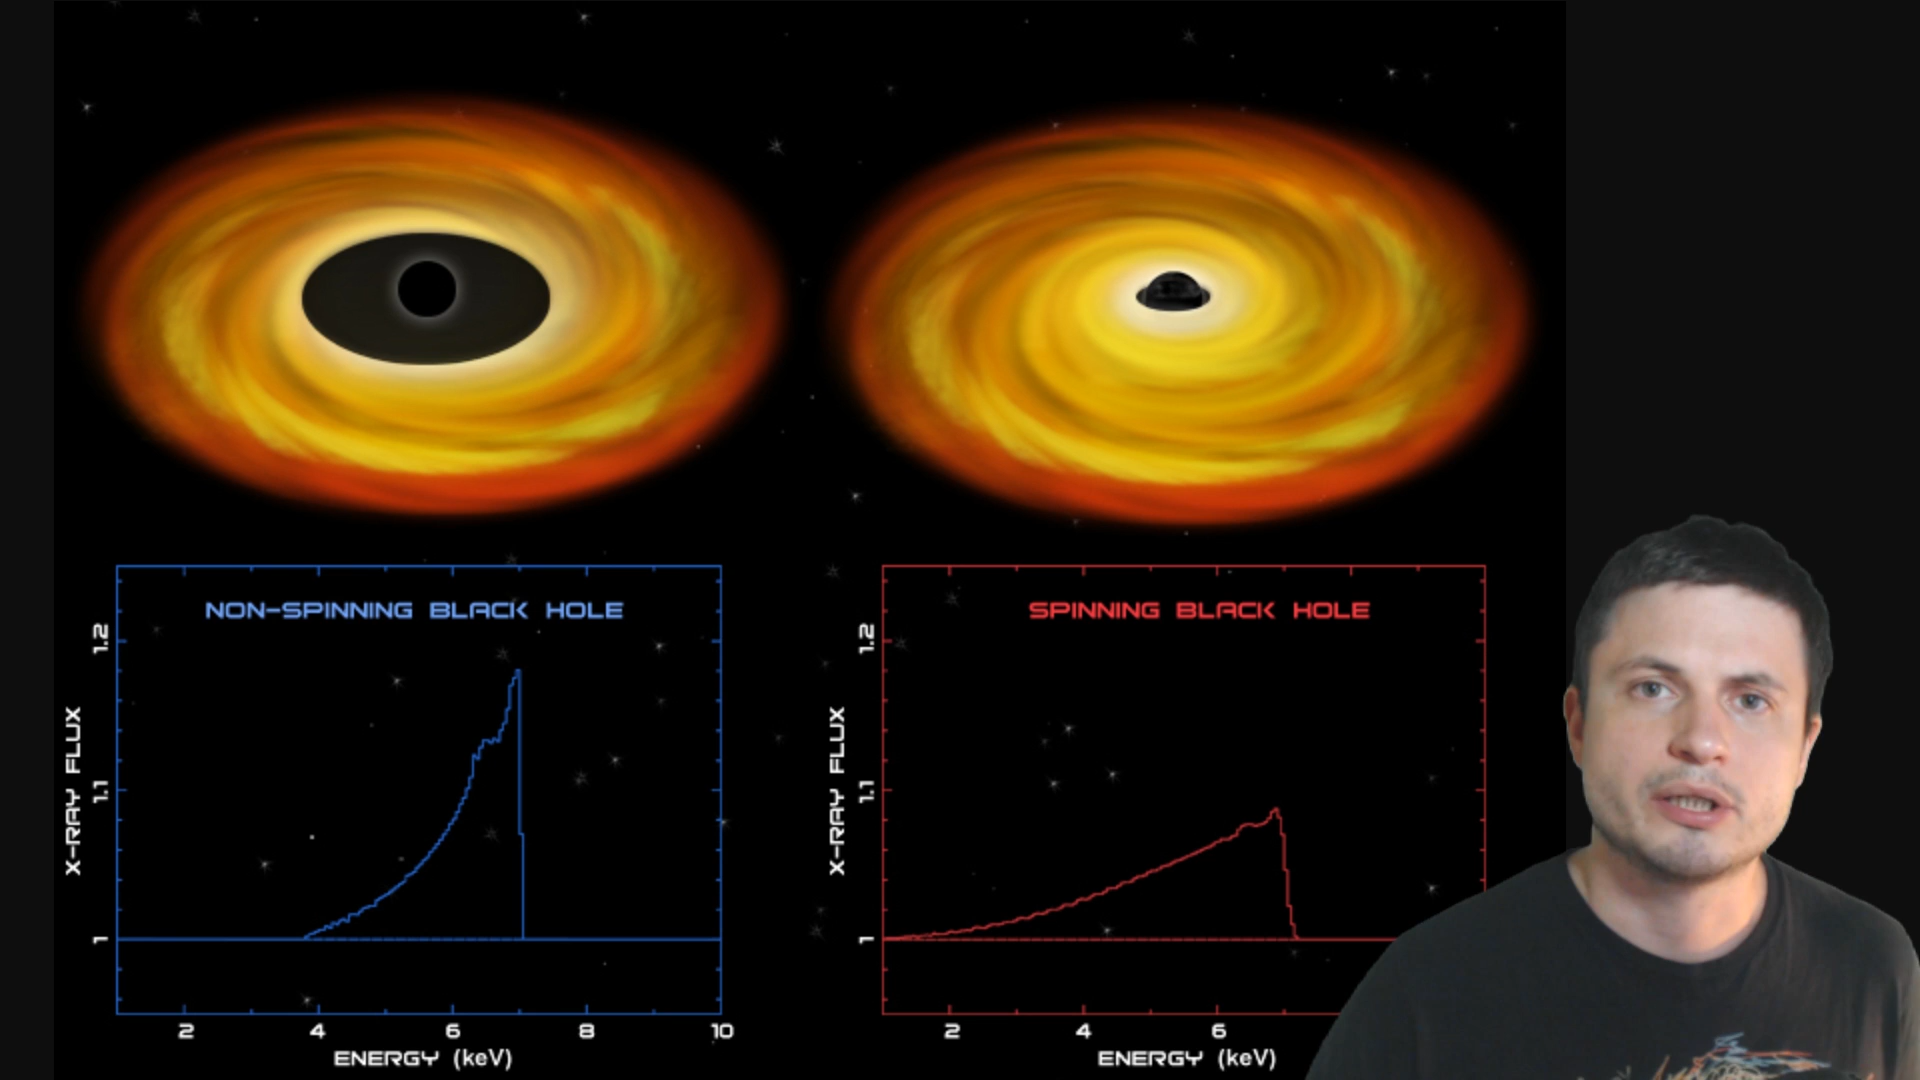 NON-SPINNING BLACK HOLE
X-RAY FLUX
1.2
1.1
1
2 4 6 8 10
ENERGY (keV)
SPINNING BLACK HOLE
X-RAY FLUX
1.2
1.1
1
2 4 6
ENERGY (keV)